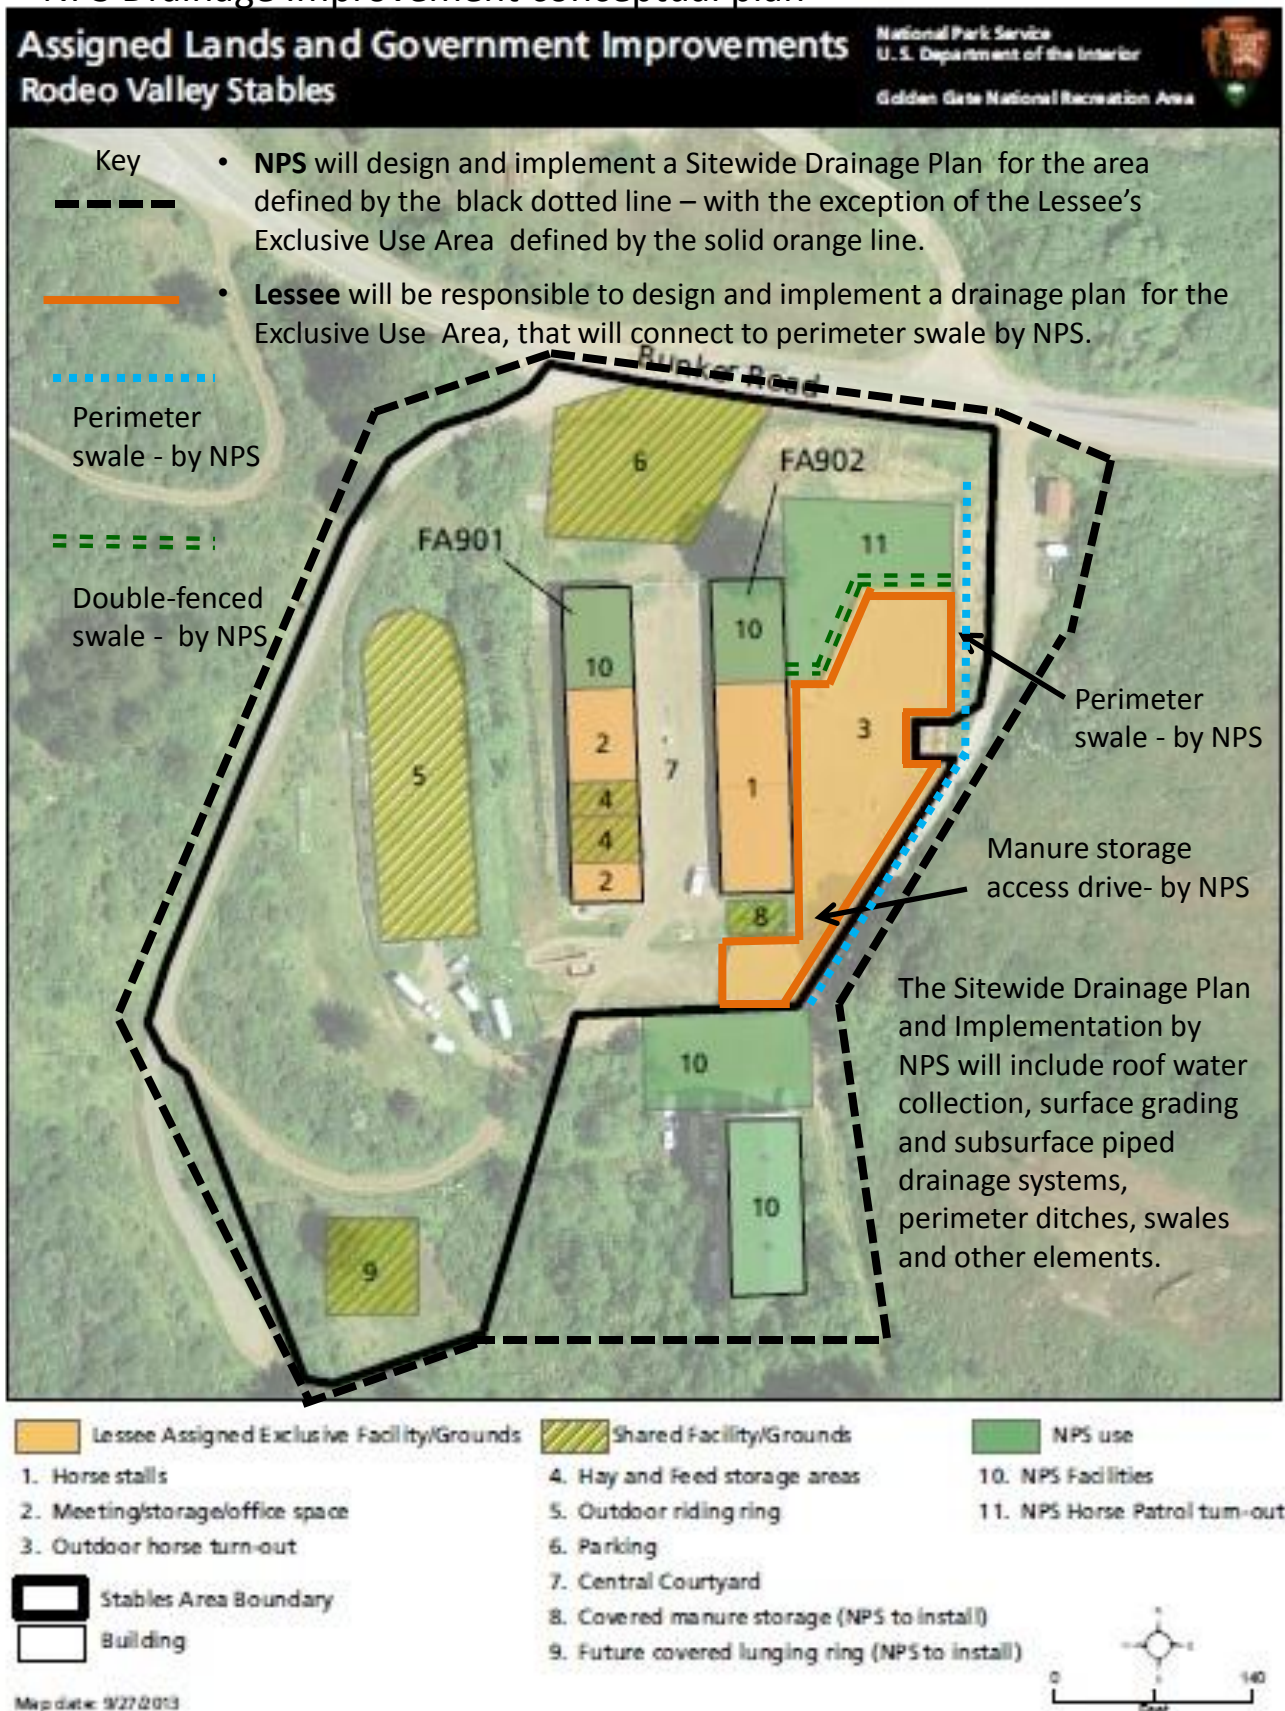 NPS Drainage Improvement conceptual plan
Assigned Lands and Government Improvements
Rodeo Valley Stables
National Park Service
U.S. Department of the Interior
Golden Gate National Recreation Area
Key
• NPS will design and implement a Sitewide Drainage Plan for the area
defined by the black dotted line – with the exception of the Lessee's
Exclusive Use Area defined by the solid orange line.
• Lessee will be responsible to design and implement a drainage plan for the
Exclusive Use Area, that will connect to perimeter swale by NPS.
Perimeter
swale - by NPS
Double-fenced
swale - by NPS
Bunker Road
6
FA902
FA901
11
10
10
2
3
5
7
4
1
4
2
8
10
10
9
Perimeter
swale - by NPS
Manure storage
access drive- by NPS
The Sitewide Drainage Plan
and Implementation by
NPS will include roof water
collection, surface grading
and subsurface piped
drainage systems,
perimeter ditches, swales
and other elements.
Lessee Assigned Exclusive Facility/Grounds
1. Horse stalls
2. Meeting/storage/office space
3. Outdoor horse turn-out
Stables Area Boundary
Building
Map date: 9/27/2013
Shared Facility/Grounds
4. Hay and Feed storage areas
5. Outdoor riding ring
6. Parking
7. Central Courtyard
8. Covered manure storage (NPS to install)
9. Future covered lunging ring (NPS to install)
NPS use
10. NPS Facilities
11. NPS Horse Patrol turn-out
0 140
Feet